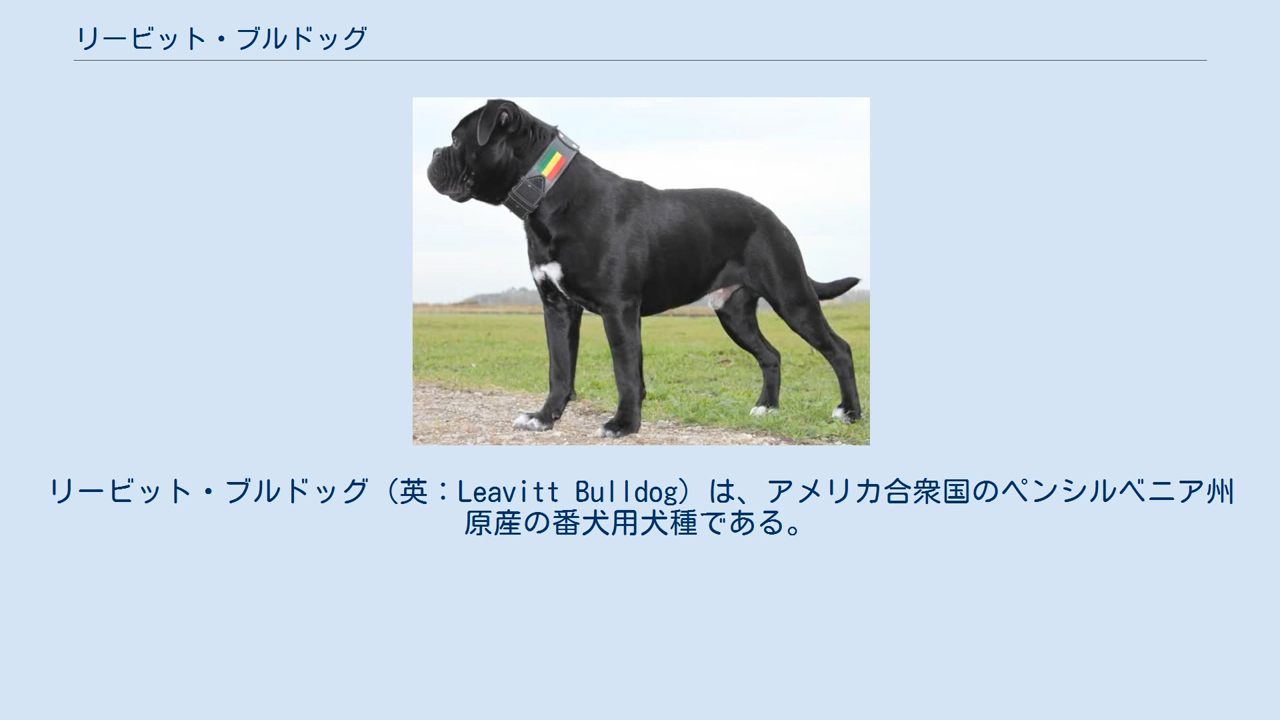 リービット・ブルドッグ
リービット・ブルドッグ（英：Leavitt Bulldog）は、アメリカ合衆国のペンシルベニア州
原産の番犬用犬種である。